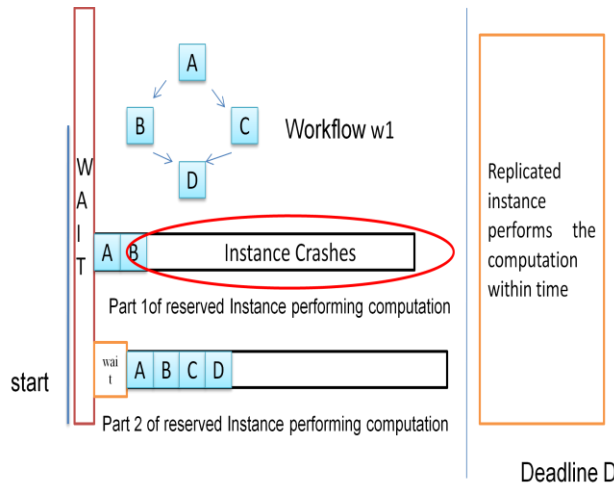 A
B
C
Workflow w1
D
W
A
I
T
A B Instance Crashes
Part 1of reserved Instance performing computation
wai
t
A B C D
start
Part 2 of reserved Instance performing computation
Replicated
instance
performs the
computation
within time
Deadline D